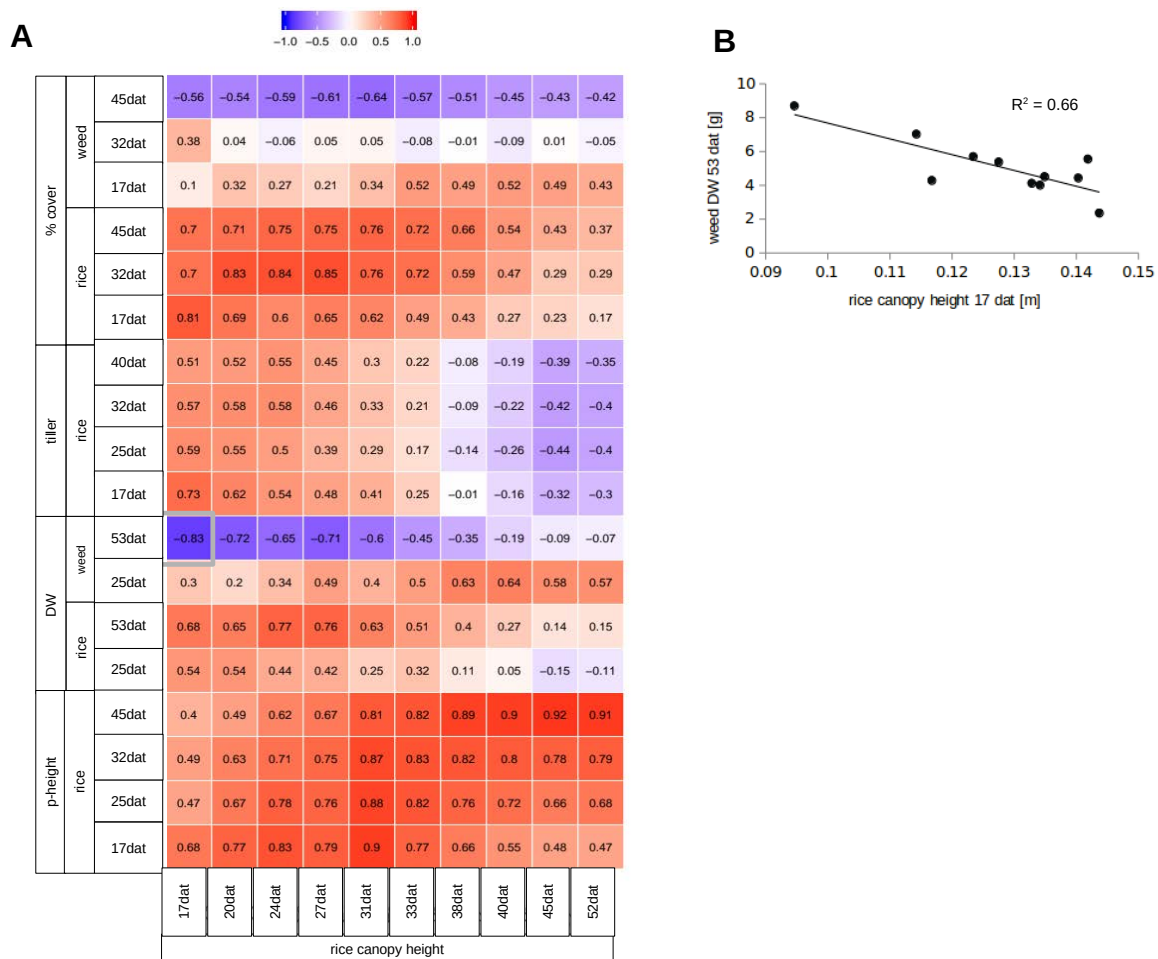 A
B
−1.0 −0.5 0.0 0.5 1.0
% cover
weed
45dat −0.56 −0.54 −0.59 −0.61 −0.64 −0.57 −0.51 −0.45 −0.43 −0.42
32dat 0.38 0.04 −0.06 0.05 0.05 −0.08 −0.01 −0.09 0.01 −0.05
17dat 0.1 0.32 0.27 0.21 0.34 0.52 0.49 0.52 0.49 0.43
rice
45dat 0.7 0.71 0.75 0.75 0.76 0.72 0.66 0.54 0.43 0.37
32dat 0.7 0.83 0.84 0.85 0.76 0.72 0.59 0.47 0.29 0.29
17dat 0.81 0.69 0.6 0.65 0.62 0.49 0.43 0.27 0.23 0.17
tiller
rice
40dat 0.51 0.52 0.55 0.45 0.3 0.22 −0.08 −0.19 −0.39 −0.35
32dat 0.57 0.58 0.58 0.46 0.33 0.21 −0.09 −0.22 −0.42 −0.4
25dat 0.59 0.55 0.5 0.39 0.29 0.17 −0.14 −0.26 −0.44 −0.4
17dat 0.73 0.62 0.54 0.48 0.41 0.25 −0.01 −0.16 −0.32 −0.3
DW
weed
53dat −0.83 −0.72 −0.65 −0.71 −0.6 −0.45 −0.35 −0.19 −0.09 −0.07
25dat 0.3 0.2 0.34 0.49 0.4 0.5 0.63 0.64 0.58 0.57
rice
53dat 0.68 0.65 0.77 0.76 0.63 0.51 0.4 0.27 0.14 0.15
25dat 0.54 0.54 0.44 0.42 0.25 0.32 0.11 0.05 −0.15 −0.11
p-height
rice
45dat 0.4 0.49 0.62 0.67 0.81 0.82 0.89 0.9 0.92 0.91
32dat 0.49 0.63 0.71 0.75 0.87 0.83 0.82 0.8 0.78 0.79
25dat 0.47 0.67 0.78 0.76 0.88 0.82 0.76 0.72 0.66 0.68
17dat 0.68 0.77 0.83 0.79 0.9 0.77 0.66 0.55 0.48 0.47
17dat 20dat 24dat 27dat 31dat 33dat 38dat 40dat 45dat 52dat
rice canopy height
weed DW 53 dat [g]
10
8
6
4
2
0
R² = 0.66
0.09 0.1 0.11 0.12 0.13 0.14 0.15
rice canopy height 17 dat [m]